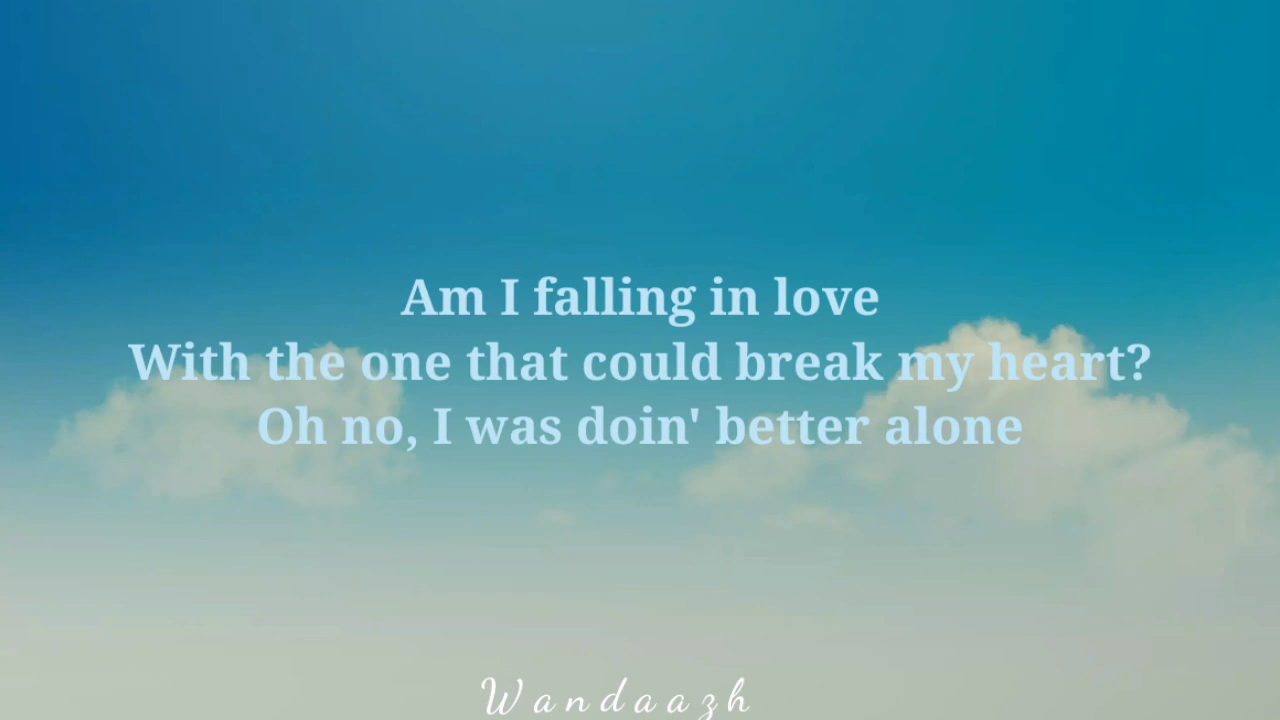 Am I falling in love
With the one that could break my heart?
Oh no, I was doin' better alone
Wandaazh